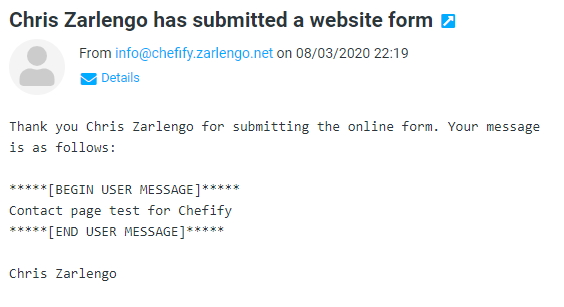 Chris Zarlengo has submitted a website form
From info@chefify.zarlengo.net on 08/03/2020 22:19
Details
Thank you Chris Zarlengo for submitting the online form. Your message
is as follows:
*****[BEGIN USER MESSAGE]*****
Contact page test for Chefify
*****[END USER MESSAGE]*****
Chris Zarlengo